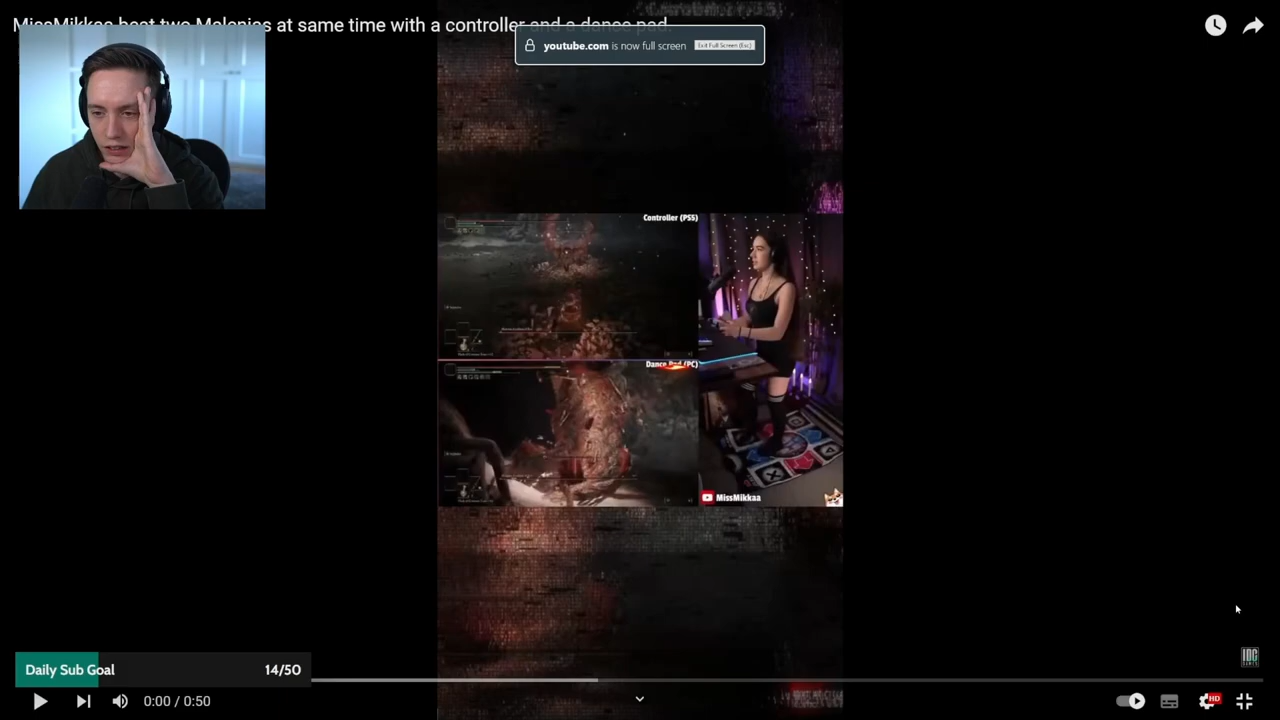 MissMikkaa beat two Malenias at same time with a controller and a dance pad.
youtube.com is now full screen
Exit Full Screen (Esc)
Controller (PS5)
Dance Pad (PC)
MissMikkaa
Daily Sub Goal 14/50
0:00 / 0:50
HD